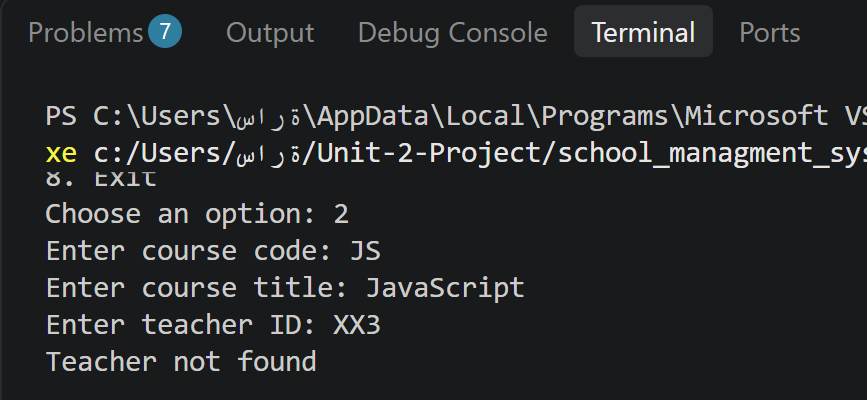 Problems 7 Output Debug Console Terminal Ports
PS C:\Users\سارة\AppData\Local\Programs\Microsoft VS
xe c:/Users/سارة/Unit-2-Project/school_managment_sys
8. Exit
Choose an option: 2
Enter course code: JS
Enter course title: JavaScript
Enter teacher ID: XX3
Teacher not found